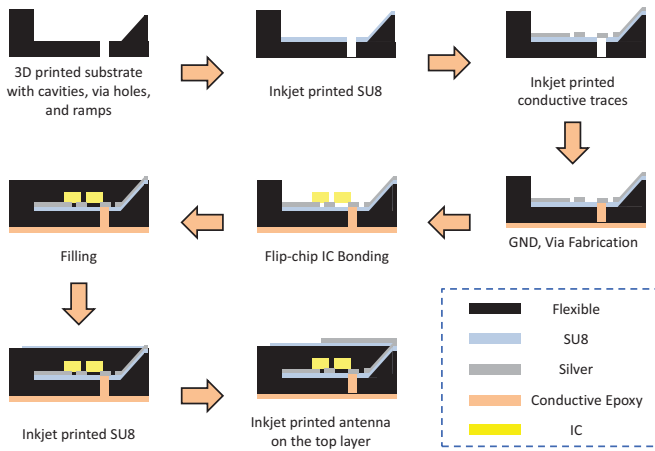 3D printed substrate
with cavities, via holes,
and ramps
Inkjet printed SU8
Inkjet printed
conductive traces
GND, Via Fabrication
Flip-chip IC Bonding
Filling
Inkjet printed SU8
Inkjet printed antenna
on the top layer
Flexible
SU8
Silver
Conductive Epoxy
IC